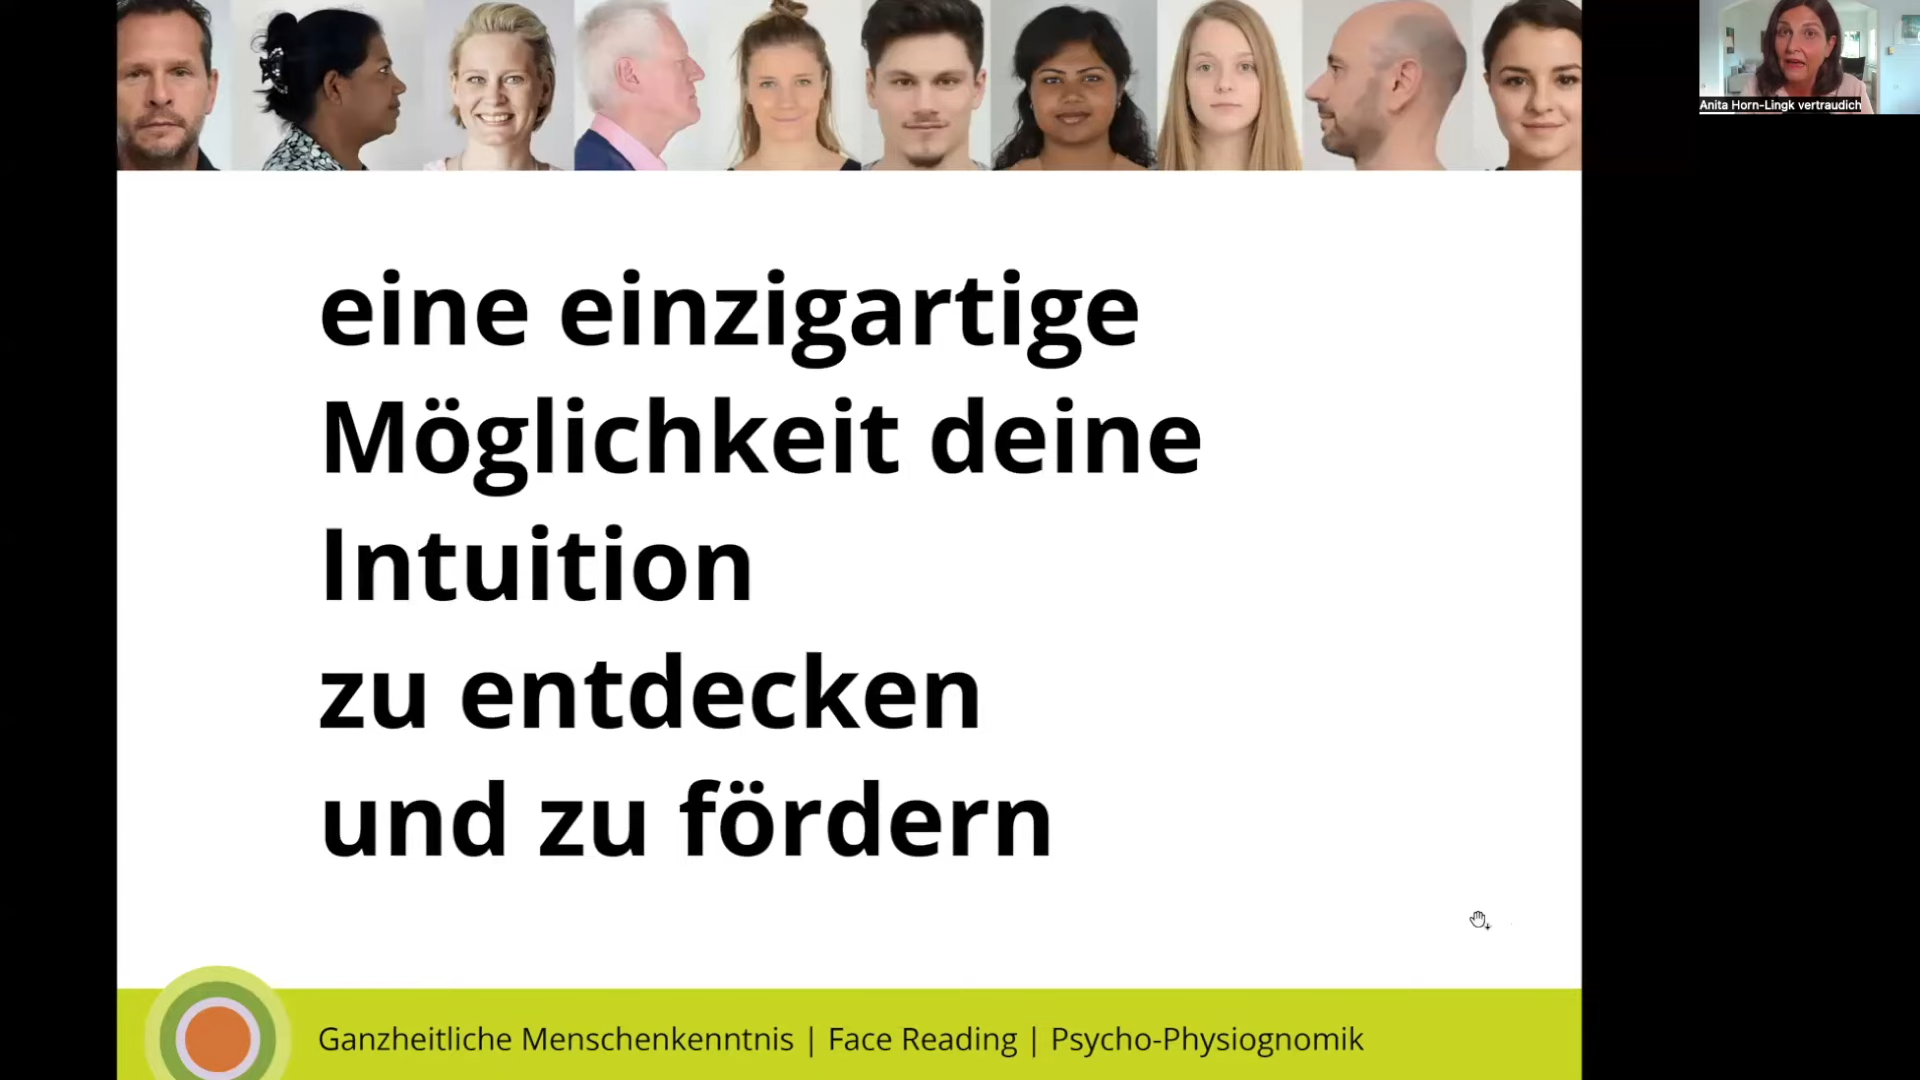 Anita Horn-Lingk vertraudich
eine einzigartige
Möglichkeit deine
Intuition
zu entdecken
und zu fördern
Ganzheitliche Menschenkenntnis | Face Reading | Psycho-Physiognomik